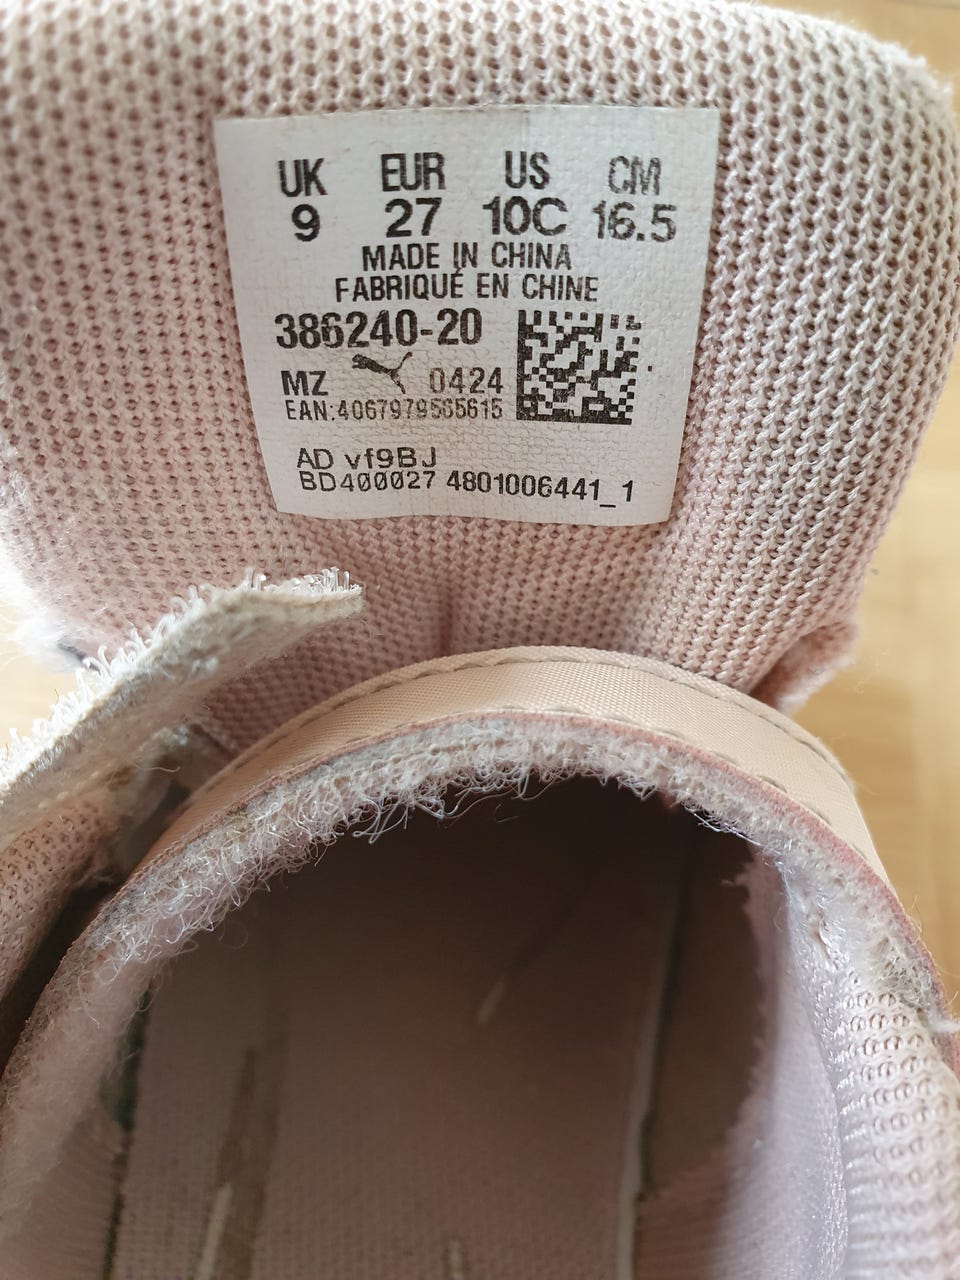 UK EUR US CM
9 27 10C 16.5
MADE IN CHINA
FABRIQUÉ EN CHINE
386240-20
MZ 0424
EAN:4067979565615
AD vf9BJ
BD400027 4801006441_1